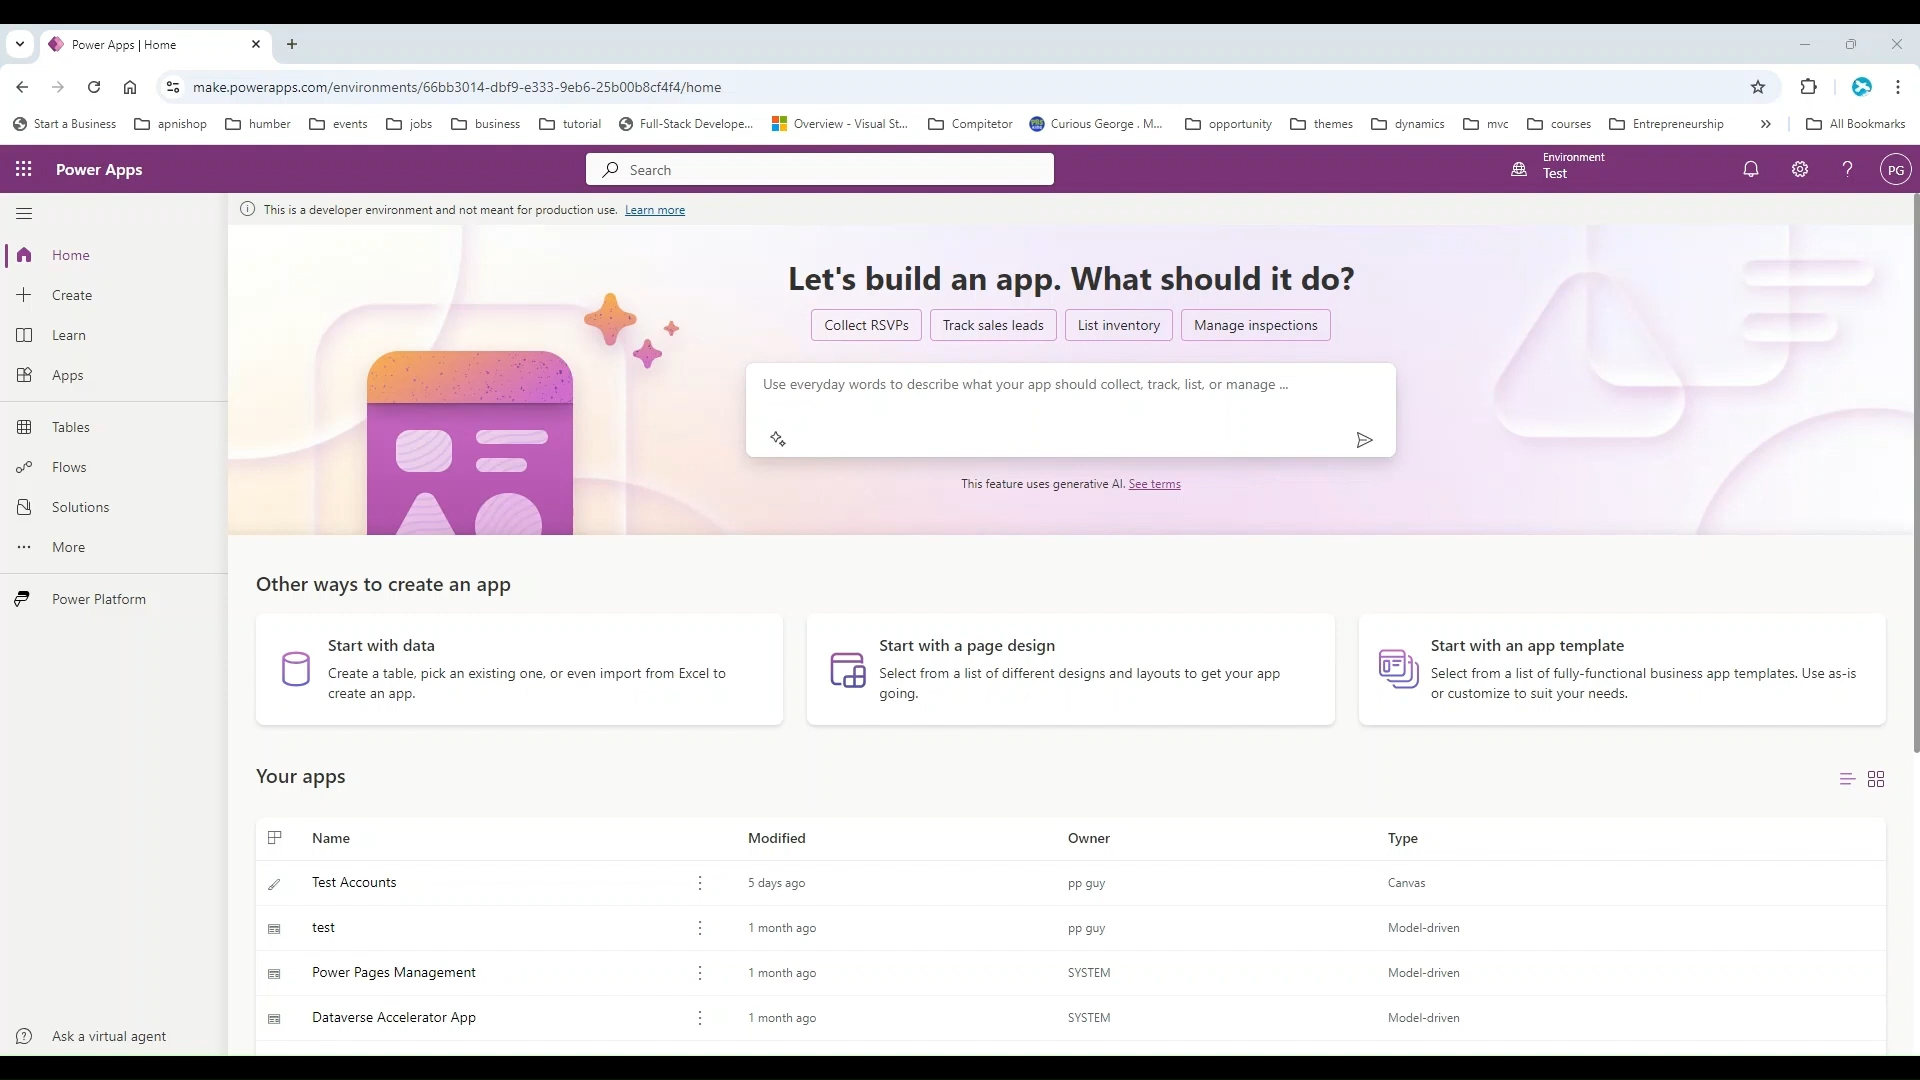 Power Apps | Home
make.powerapps.com/environments/66bb3014-dbf9-e333-9eb6-25b00b8cf4f4/home
Start a Business apnishop humber events jobs business tutorial Full-Stack Develope... Overview - Visual St... Compitetor Curious George . M... opportunity themes dynamics mvc courses Entrepreneurship » All Bookmarks
Power Apps
Search
Environment
Test
PG
This is a developer environment and not meant for production use. Learn more
Home
Create
Learn
Apps
Tables
Flows
Solutions
More
Power Platform
Ask a virtual agent
Let's build an app. What should it do?
Collect RSVPs Track sales leads List inventory Manage inspections
Use everyday words to describe what your app should collect, track, list, or manage ...
This feature uses generative AI. See terms
Other ways to create an app
Start with data
Create a table, pick an existing one, or even import from Excel to
create an app.
Start with a page design
Select from a list of different designs and layouts to get your app
going.
Start with an app template
Select from a list of fully-functional business app templates. Use as-is
or customize to suit your needs.
Your apps
Name Modified Owner Type
Test Accounts 5 days ago pp guy Canvas
test 1 month ago pp guy Model-driven
Power Pages Management 1 month ago SYSTEM Model-driven
Dataverse Accelerator App 1 month ago SYSTEM Model-driven